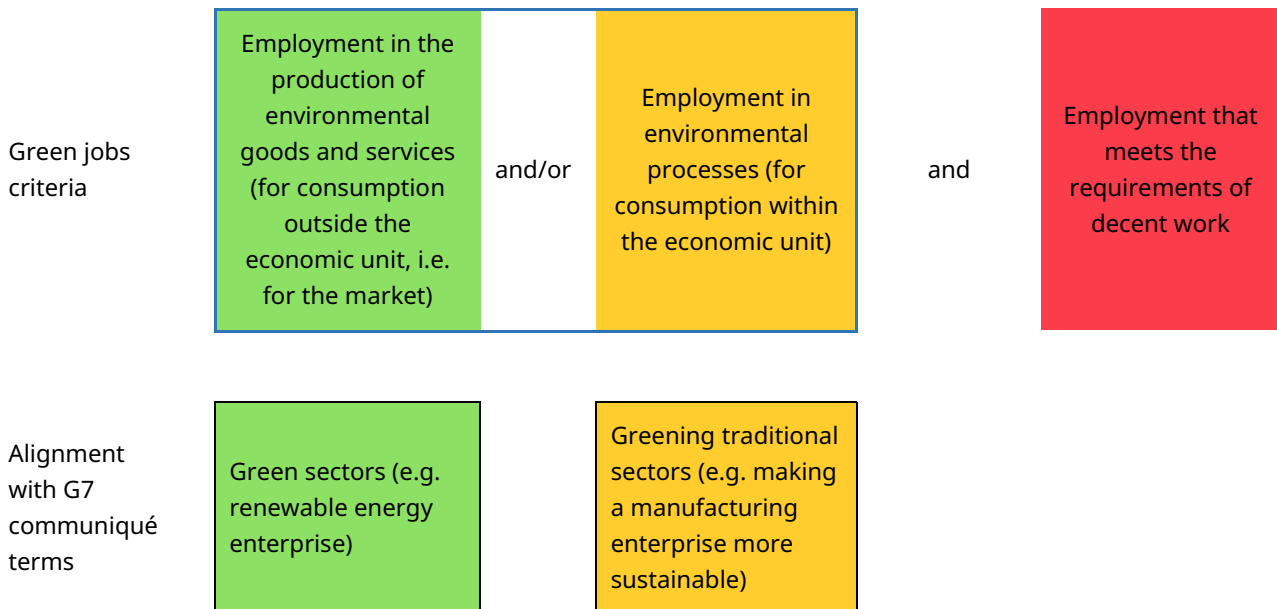 Green jobs
criteria
Employment in the
production of
environmental
goods and services
(for consumption
outside the
economic unit, i.e.
for the market)
and/or
Employment in
environmental
processes (for
consumption within
the economic unit)
and
Employment that
meets the
requirements of
decent work
Alignment
with G7
communiqué
terms
Green sectors (e.g.
renewable energy
enterprise)
Greening traditional
sectors (e.g. making
a manufacturing
enterprise more
sustainable)